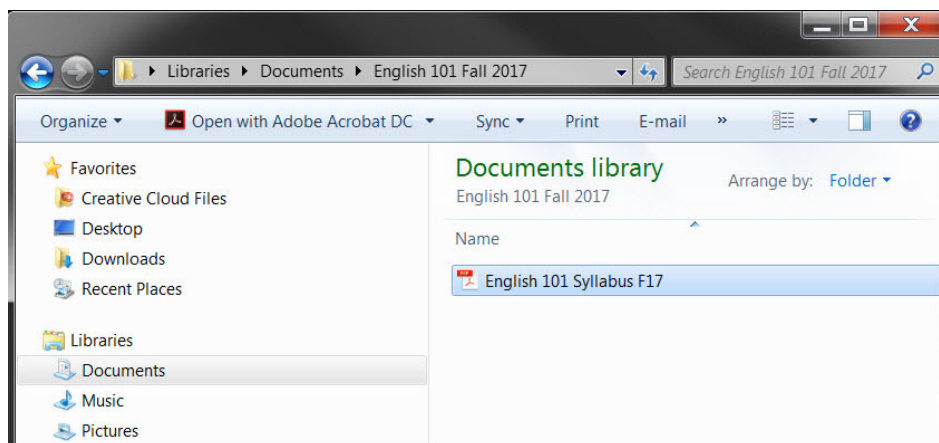 Libraries Documents English 101 Fall 2017 Search English 101 Fall 2017
Organize Open with Adobe Acrobat DC Sync Print E-mail »
Favorites
Creative Cloud Files
Desktop
Downloads
Recent Places
Libraries
Documents
Music
Pictures
Documents library
English 101 Fall 2017
Arrange by: Folder
Name
English 101 Syllabus F17